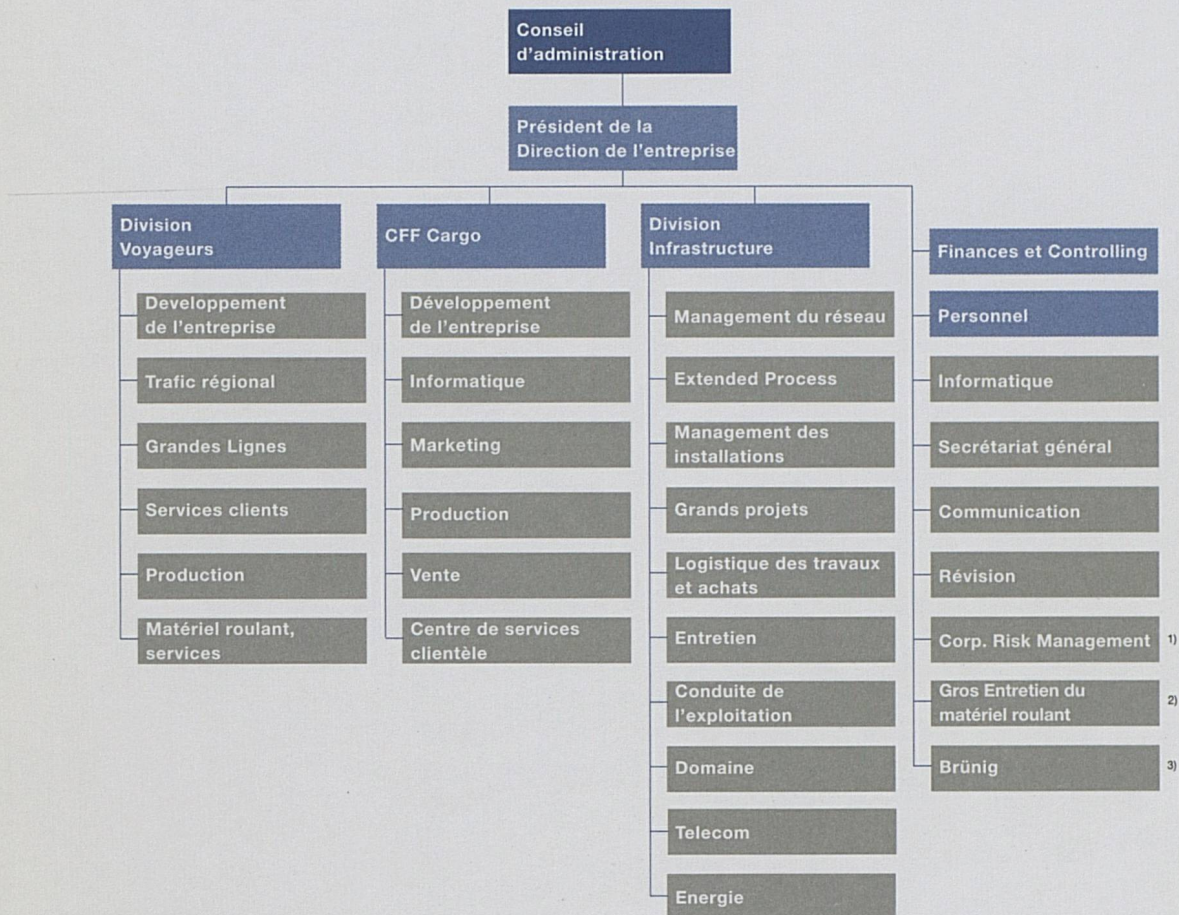 Conseil
d'administration
Président de la
Direction de l'entreprise
Division
Voyageurs
Developpement
de l'entreprise
Trafic régional
Grandes Lignes
Services clients
Production
Matériel roulant,
services
CFF Cargo
Développement
de l'entreprise
Informatique
Marketing
Production
Vente
Centre de services
clientèle
Division
Infrastructure
Management du réseau
Extended Process
Management des
installations
Grands projets
Logistique des travaux
et achats
Entretien
Conduite de
l'exploitation
Domaine
Telecom
Energie
Finances et Controlling
Personnel
Informatique
Secrétariat général
Communication
Révision
Corp. Risk Management 1)
Gros Entretien du
matériel roulant 2)
Brünig 3)